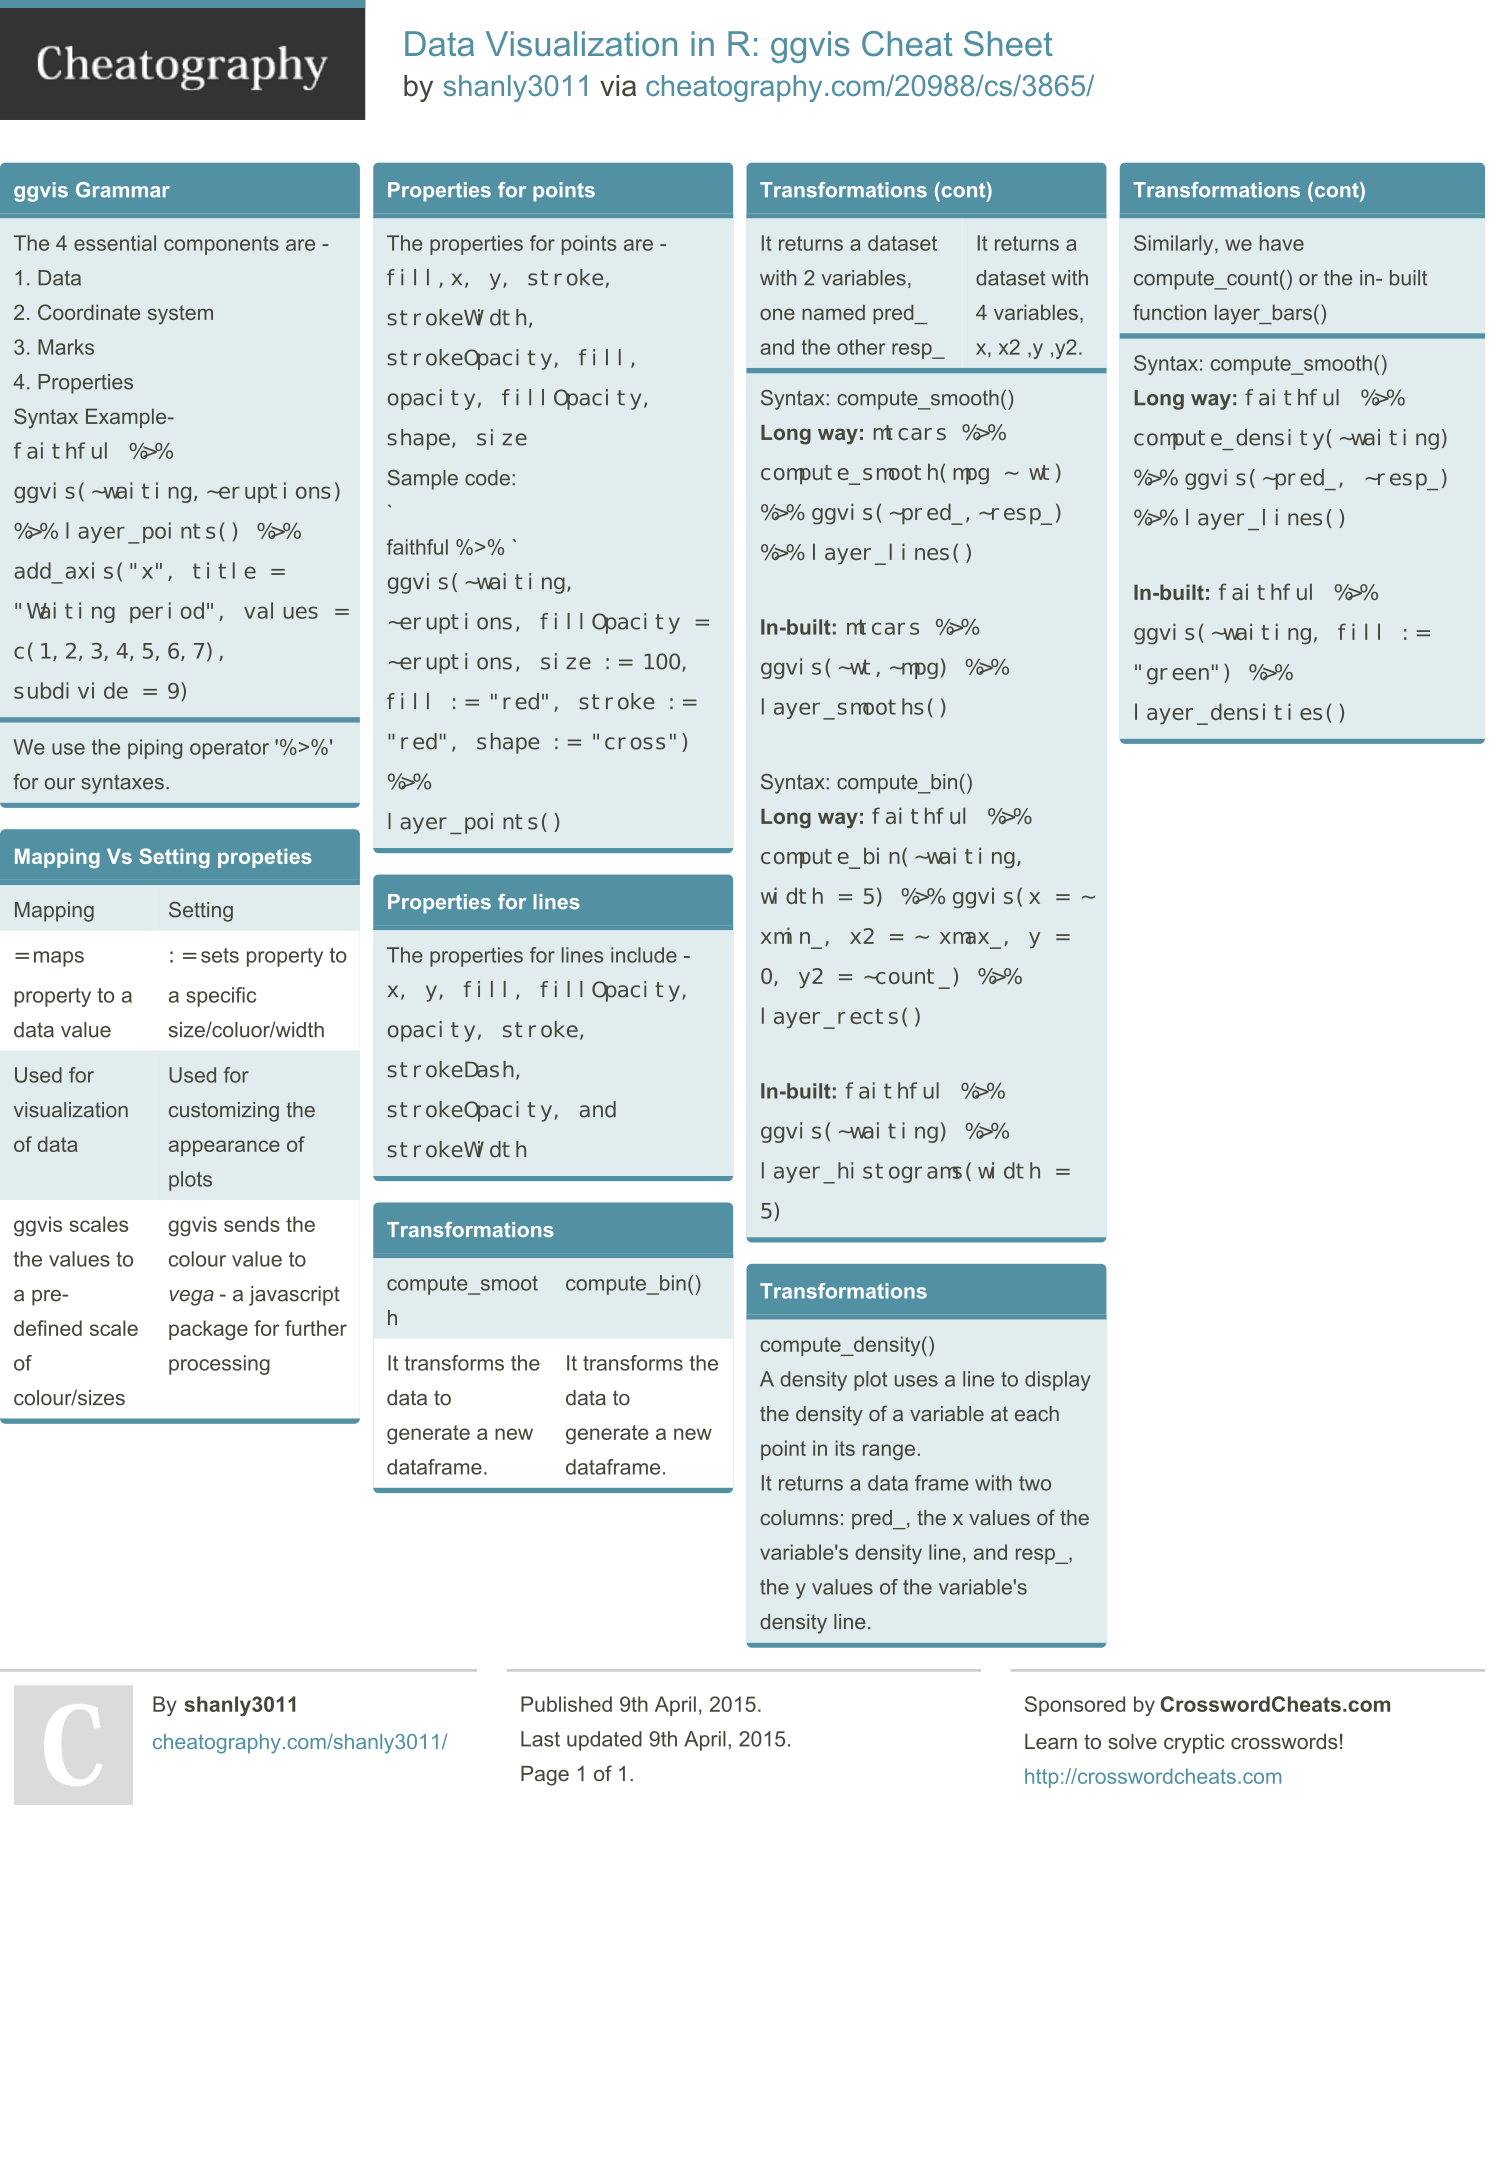 Cheatography
Data Visualization in R: ggvis Cheat Sheet
by shanly3011 via cheatography.com/20988/cs/3865/
ggvis Grammar
The 4 essential components are -
1. Data
2. Coordinate system
3. Marks
4. Properties
Syntax Example-
faithful %>%
ggvis(~waiting,~eruptions)
%>% layer_points() %>%
add_axis("x", title =
"Waiting period", values =
c(1,2,3,4,5,6,7),
subdivide = 9)
We use the piping operator '%>%'
for our syntaxes.
Mapping Vs Setting propeties
Mapping Setting
= maps := sets property to
property to a a specific
data value size/coluor/width
Used for Used for
visualization customizing the
of data appearance of
plots
ggvis scales ggvis sends the
the values to colour value to
a pre- vega - a javascript
defined scale package for further
of processing
colour/sizes
Properties for points
The properties for points are -
fill,x, y, stroke,
strokeWidth,
strokeOpacity, fill,
opacity, fillOpacity,
shape, size
Sample code:
`
faithful %>% `
ggvis(~waiting,
~eruptions, fillOpacity =
~eruptions, size := 100,
fill := "red", stroke :=
"red", shape := "cross")
%>%
layer_points()
Properties for lines
The properties for lines include -
x, y, fill, fillOpacity,
opacity, stroke,
strokeDash,
strokeOpacity, and
strokeWidth
Transformations
compute_smoot compute_bin()
h
It transforms the It transforms the
data to data to
generate a new generate a new
dataframe. dataframe.
Transformations (cont)
It returns a dataset It returns a
with 2 variables, dataset with
one named pred_ 4 variables,
and the other resp_ x, x2 ,y ,y2.
Syntax: compute_smooth()
Long way: mtcars %>%
compute_smooth(mpg ~ wt)
%>% ggvis(~pred_,~resp_)
%>% layer_lines()
In-built: mtcars %>%
ggvis(~wt,~mpg) %>%
layer_smooths()
Syntax: compute_bin()
Long way: faithful %>%
compute_bin(~waiting,
width = 5) %>% ggvis(x = ~
xmin_, x2 = ~ xmax_, y =
0, y2 = ~count_) %>%
layer_rects()
In-built: faithful %>%
ggvis(~waiting) %>%
layer_histograms(width =
5)
Transformations
compute_density()
A density plot uses a line to display
the density of a variable at each
point in its range.
It returns a data frame with two
columns: pred_, the x values of the
variable's density line, and resp_,
the y values of the variable's
density line.
Transformations (cont)
Similarly, we have
compute_count() or the in- built
function layer_bars()
Syntax: compute_smooth()
Long way: faithful %>%
compute_density(~waiting)
%>% ggvis(~pred_, ~resp_)
%>% layer_lines()
In-built: faithful %>%
ggvis(~waiting, fill :=
"green") %>%
layer_densities()
C
By shanly3011
cheatography.com/shanly3011/
Published 9th April, 2015.
Last updated 9th April, 2015.
Page 1 of 1.
Sponsored by CrosswordCheats.com
Learn to solve cryptic crosswords!
http://crosswordcheats.com